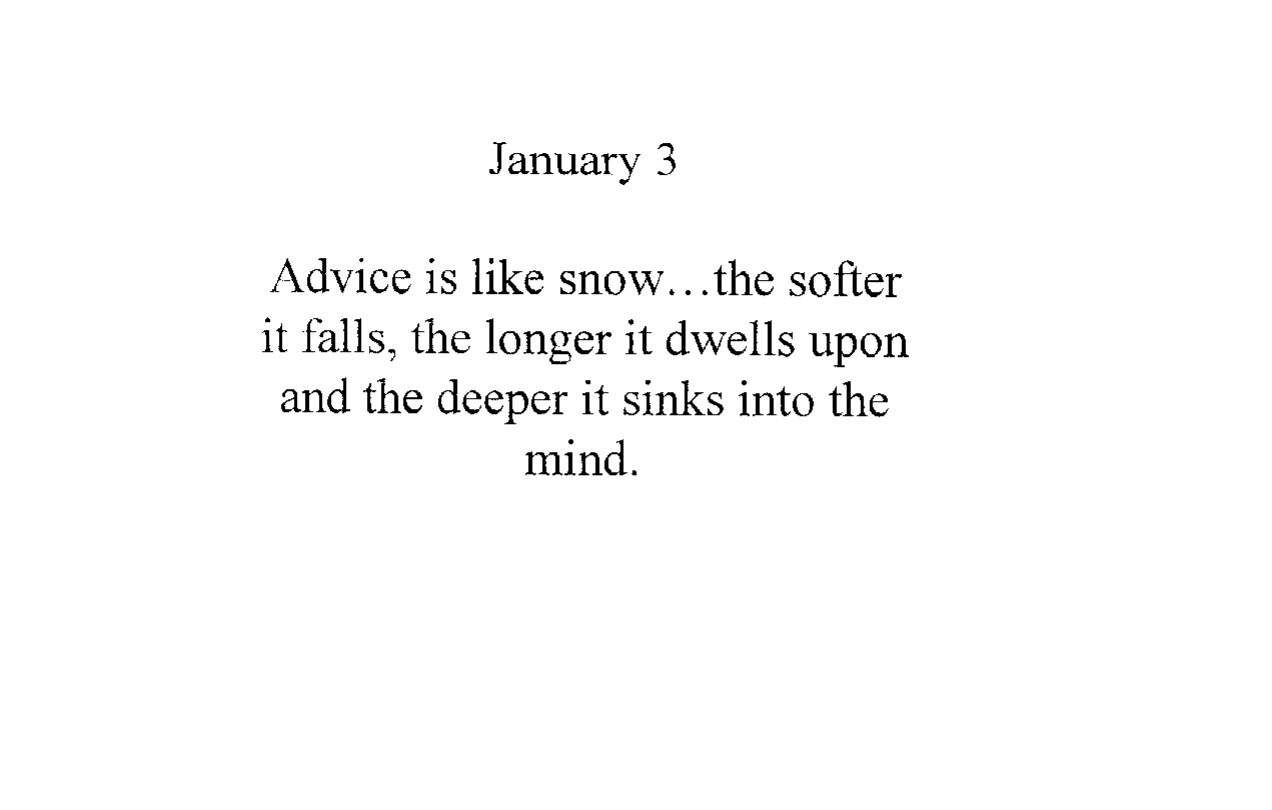 January 3
Advice is like snow...the softer
it falls, the longer it dwells upon
and the deeper it sinks into the
mind.